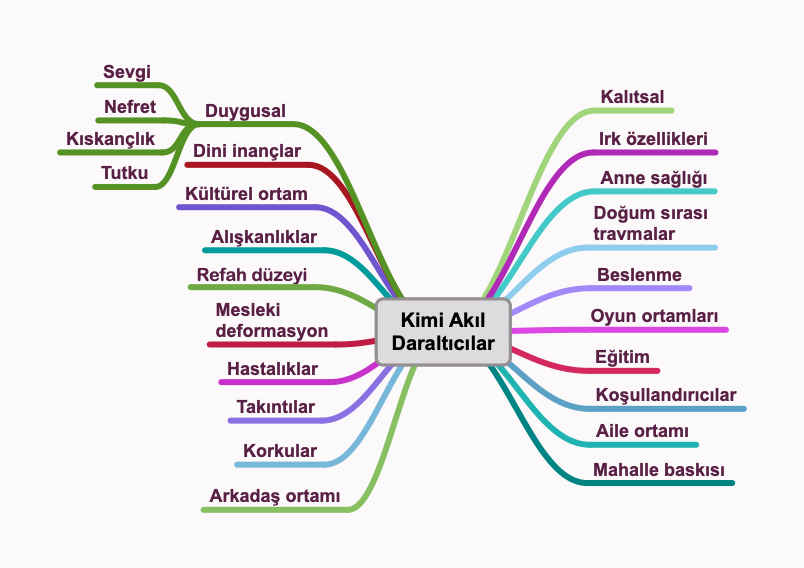 Kimi Akıl
Daraltıcılar
Kalıtsal
Irk özellikleri
Anne sağlığı
Doğum sırası
travmalar
Beslenme
Oyun ortamları
Eğitim
Koşullandırıcılar
Aile ortamı
Mahalle baskısı
Duygusal
Sevgi
Nefret
Kıskançlık
Tutku
Dini inançlar
Kültürel ortam
Alışkanlıklar
Refah düzeyi
Mesleki
deformasyon
Hastalıklar
Takıntılar
Korkular
Arkadaş ortamı